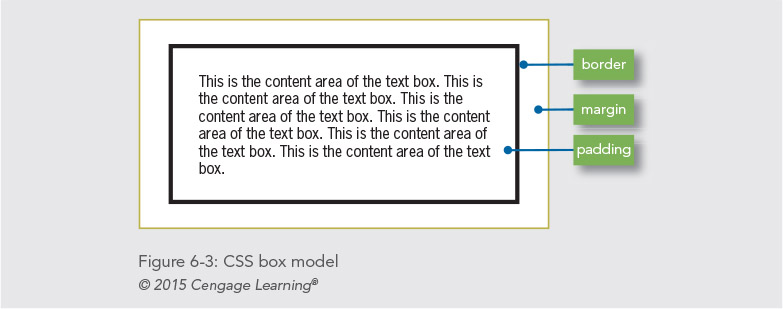 This is the content area of the text box. This is
the content area of the text box. This is the
content area of the text box. This is the content
area of the text box. This is the content area of
the text box. This is the content area of the text
box.
border
margin
padding
Figure 6-3: CSS box model
© 2015 Cengage Learning®